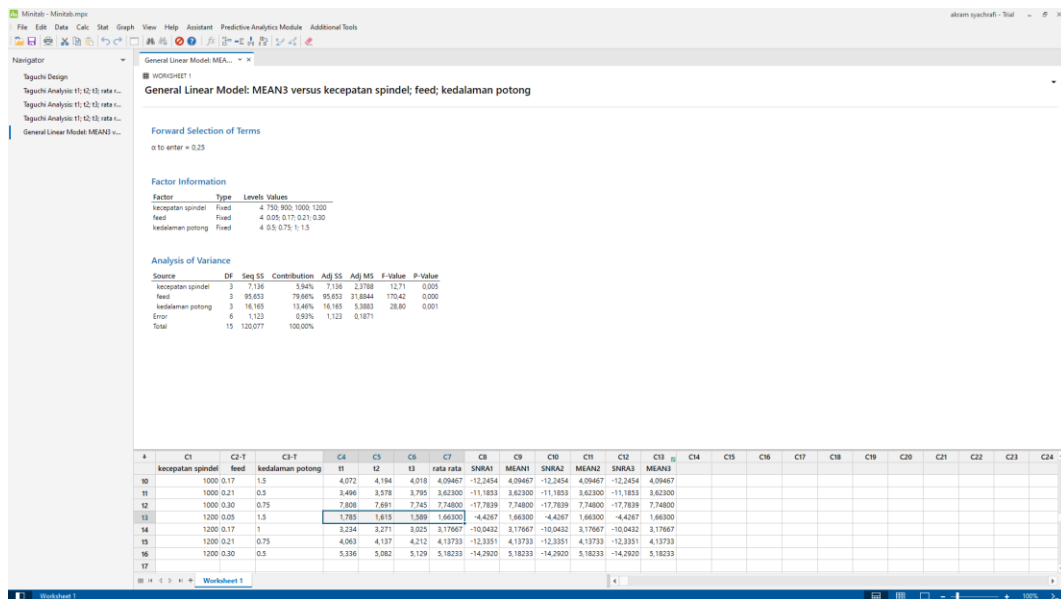 Minitab - Minitab.mpx
akram syachrafi - Trial
File Edit Data Calc Stat Graph View Help Assistant Predictive Analytics Module Additional Tools
Navigator
General Linear Model: MEA...
Taguchi Design
Taguchi Analysis: t1; t2; t3; rata r...
Taguchi Analysis: t1; t2; t3; rata r...
Taguchi Analysis: t1; t2; t3; rata r...
General Linear Model: MEAN3 v...
WORKSHEET 1
General Linear Model: MEAN3 versus kecepatan spindel; feed; kedalaman potong
Forward Selection of Terms
α to enter = 0,25
Factor Information
Factor Type Levels Values
kecepatan spindel Fixed 4 750; 900; 1000; 1200
feed Fixed 4 0.05; 0.17; 0.21; 0.30
kedalaman potong Fixed 4 0.5; 0.75; 1; 1.5
Analysis of Variance
Source DF Seq SS Contribution Adj SS Adj MS F-Value P-Value
kecepatan spindel 3 7,136 5,94% 7,136 2,3788 12,71 0,005
feed 3 95,653 79,66% 95,653 31,8844 170,42 0,000
kedalaman potong 3 16,165 13,46% 16,165 5,3883 28,80 0,001
Error 6 1,123 0,93% 1,123 0,1871
Total 15 120,077 100,00%
C1 C2-T C3-T C4 C5 C6 C7 C8 C9 C10 C11 C12 C13 C14 C15 C16 C17 C18 C19 C20 C21 C22 C23 C24
kecepatan spindel feed kedalaman potong t1 t2 t3 rata rata SNRA1 MEAN1 SNRA2 MEAN2 SNRA3 MEAN3
10 1000 0.17 1.5 4,072 4,194 4,018 4,09467 -12,2454 4,09467 -12,2454 4,09467 -12,2454 4,09467
11 1000 0.21 0.5 3,496 3,578 3,795 3,62300 -11,1853 3,62300 -11,1853 3,62300 -11,1853 3,62300
12 1000 0.30 0.75 7,808 7,691 7,745 7,74800 -17,7839 7,74800 -17,7839 7,74800 -17,7839 7,74800
13 1200 0.05 1.5 1,785 1,615 1,589 1,66300 -4,4267 1,66300 -4,4267 1,66300 -4,4267 1,66300
14 1200 0.17 1 3,234 3,271 3,025 3,17667 -10,0432 3,17667 -10,0432 3,17667 -10,0432 3,17667
15 1200 0.21 0.75 4,063 4,137 4,212 4,13733 -12,3351 4,13733 -12,3351 4,13733 -12,3351 4,13733
16 1200 0.30 0.5 5,336 5,082 5,129 5,18233 -14,2920 5,18233 -14,2920 5,18233 -14,2920 5,18233
17
Worksheet 1
Worksheet 1
100%